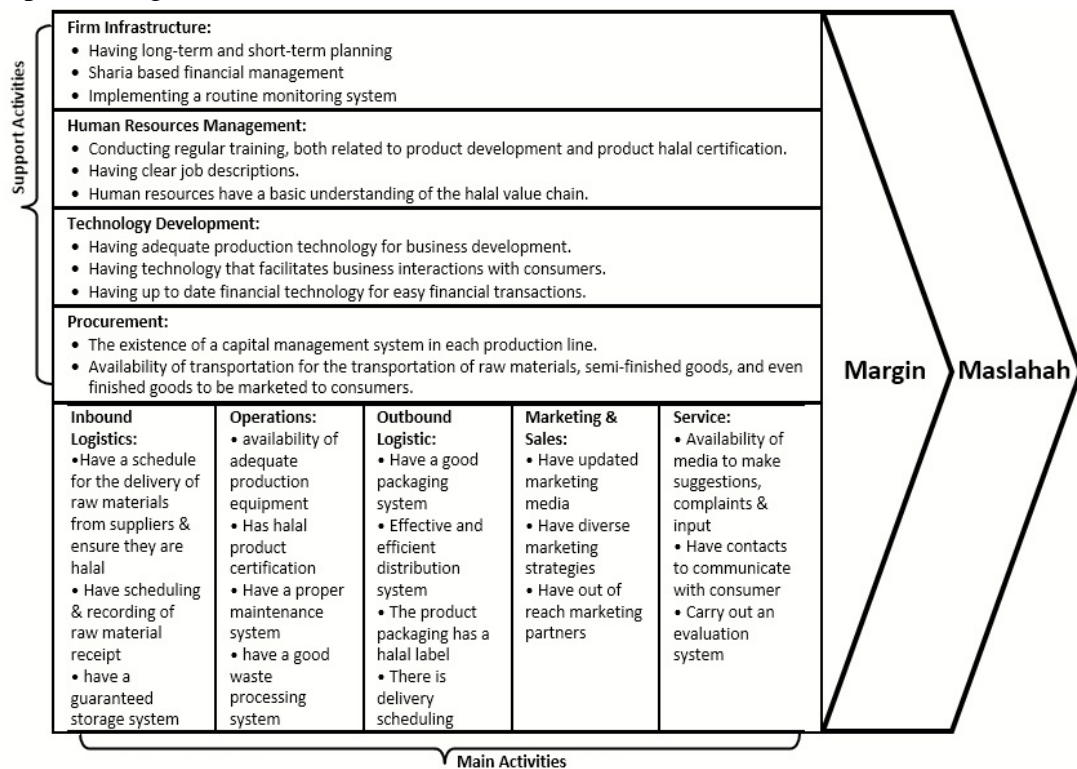 Support Activities
Firm Infrastructure:
• Having long-term and short-term planning
• Sharia based financial management
• Implementing a routine monitoring system
Human Resources Management:
• Conducting regular training, both related to product development and product halal certification.
• Having clear job descriptions.
• Human resources have a basic understanding of the halal value chain.
Technology Development:
• Having adequate production technology for business development.
• Having technology that facilitates business interactions with consumers.
• Having up to date financial technology for easy financial transactions.
Procurement:
• The existence of a capital management system in each production line.
• Availability of transportation for the transportation of raw materials, semi-finished goods, and even
finished goods to be marketed to consumers.
Inbound
Logistics:
•Have a schedule
for the delivery of
raw materials
from suppliers &
ensure they are
halal
• Have scheduling
& recording of
raw material
receipt
• have a
guaranteed
storage system
Operations:
• availability of
adequate
production
equipment
• Has halal
product
certification
• Have a proper
maintenance
system
• have a good
waste
processing
system
Outbound
Logistic:
• Have a good
packaging
system
• Effective and
efficient
distribution
system
• The product
packaging has a
halal label
• There is
delivery
scheduling
Marketing &
Sales:
• Have updated
marketing
media
• Have diverse
marketing
strategies
• Have out of
reach marketing
partners
Service:
• Availability of
media to make
suggestions,
complaints &
input
• Have contacts
to communicate
with consumer
• Carry out an
evaluation
system
Margin
Maslahah
Main Activities